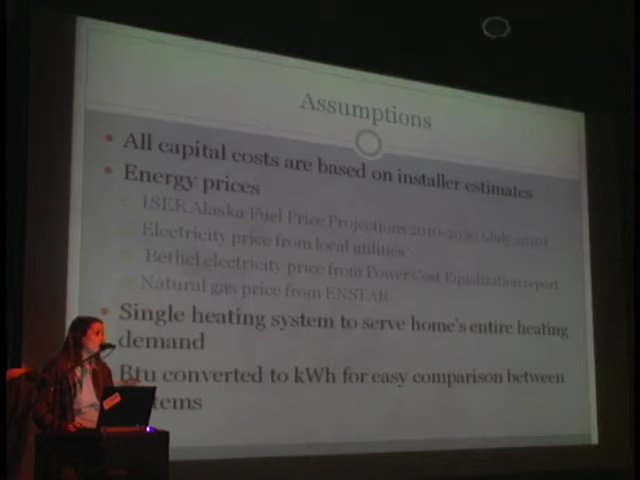 Assumptions
All capital costs are based on installer estimates
Energy prices
ISER Alaska Fuel Price Projections 2010-2030 (July 2010)
Electricity price from local utilities
Bethel electricity price from Power Cost Equalization report
Natural gas price from ENSTAR
Single heating system to serve home's entire heating
demand
Btu converted to kWh for easy comparison between